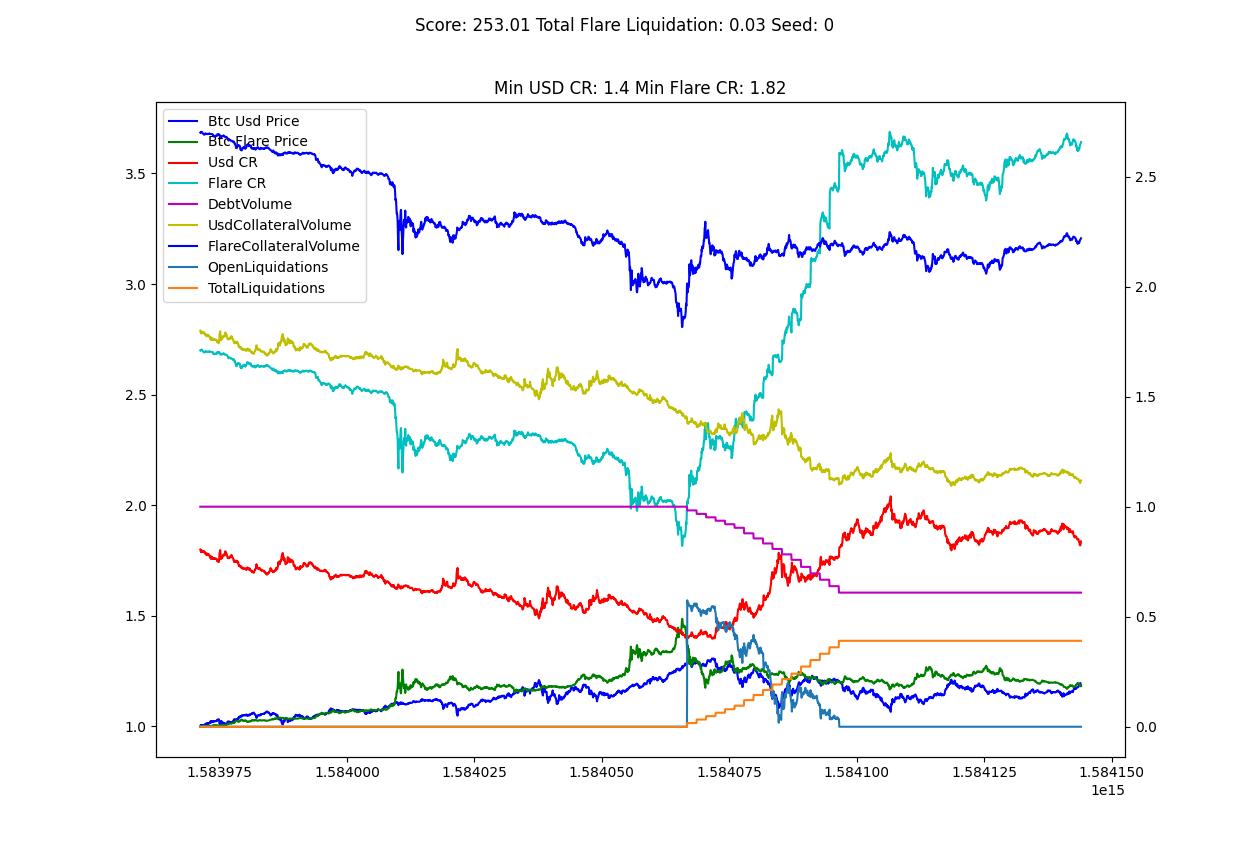 Score: 253.01 Total Flare Liquidation: 0.03 Seed: 0
Min USD CR: 1.4 Min Flare CR: 1.82
Btc Usd Price
Btc Flare Price
Usd CR
Flare CR
DebtVolume
UsdCollateralVolume
FlareCollateralVolume
OpenLiquidations
TotalLiquidations
3.5
3.0
2.5
2.0
1.5
1.0
2.5
2.0
1.5
1.0
0.5
0.0
1.583975 1.584000 1.584025 1.584050 1.584075 1.584100 1.584125 1.584150
1e15